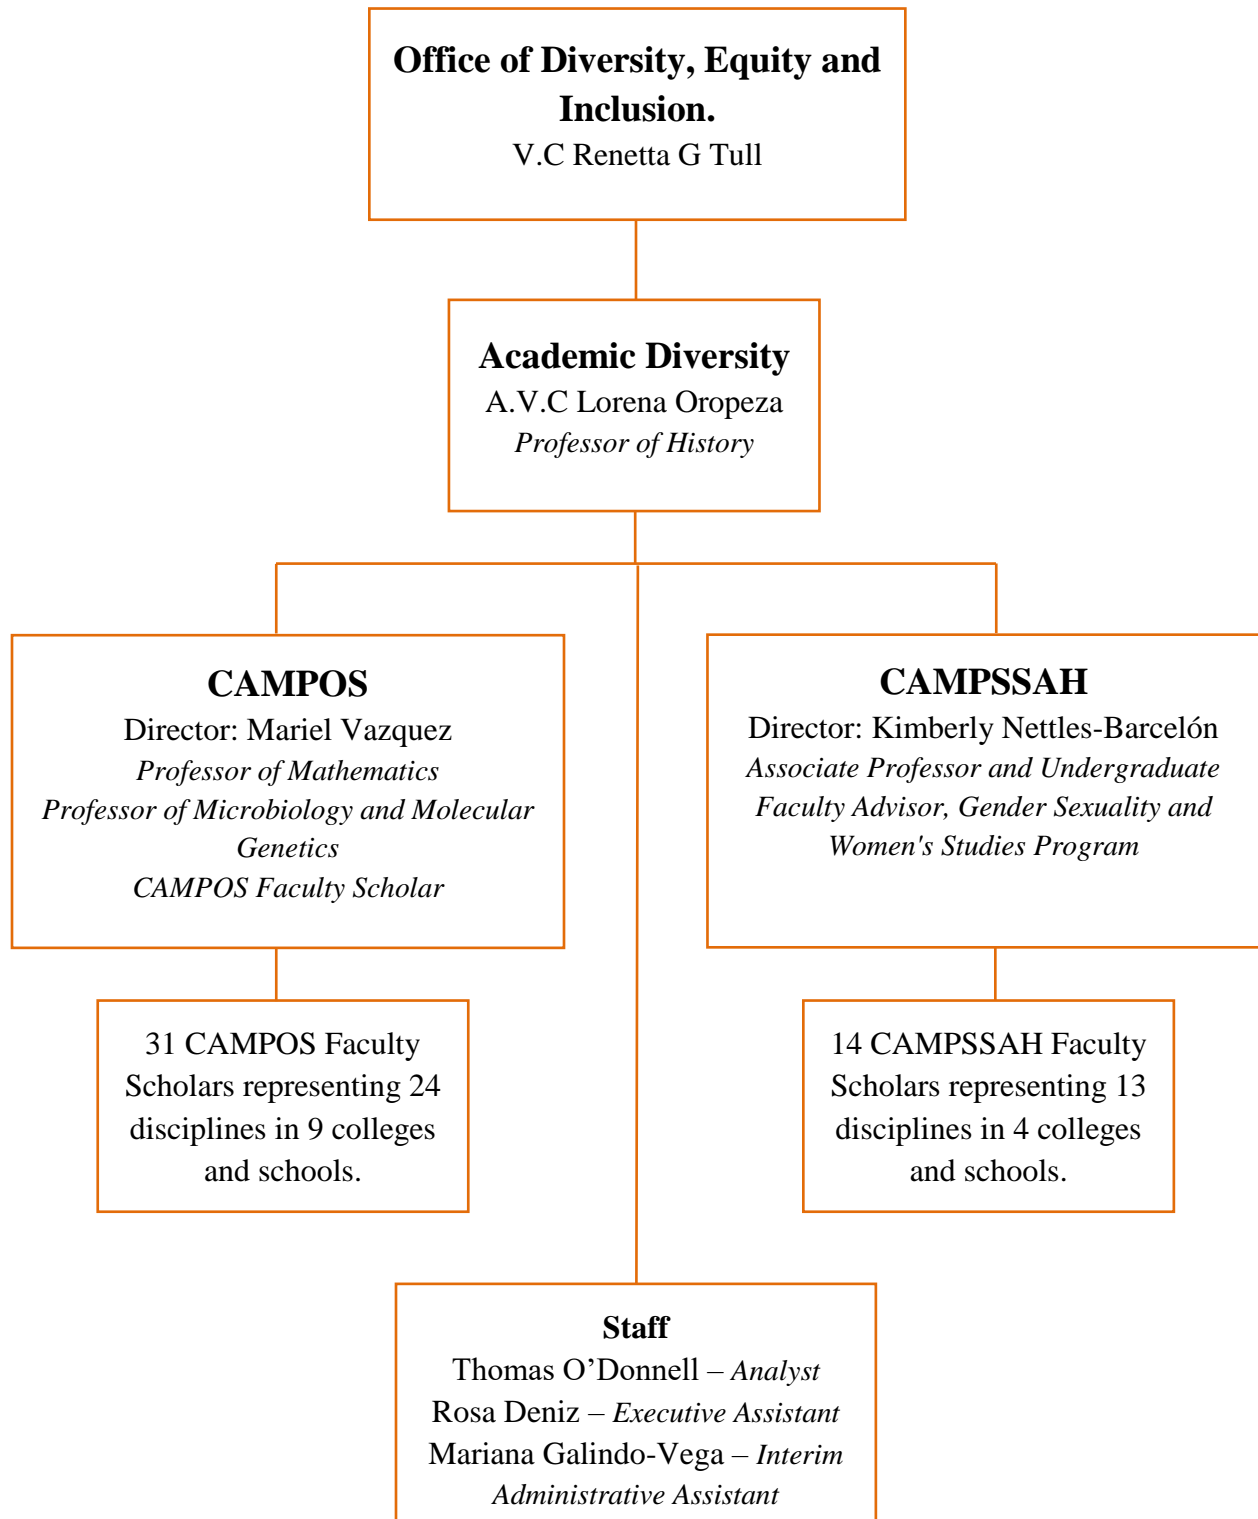 Office of Diversity, Equity and
Inclusion.
V.C Renetta G Tull
Academic Diversity
A.V.C Lorena Oropeza
Professor of History
CAMPOS
Director: Mariel Vazquez
Professor of Mathematics
Professor of Microbiology and Molecular
Genetics
CAMPOS Faculty Scholar
CAMPSSAH
Director: Kimberly Nettles-Barcelón
Associate Professor and Undergraduate
Faculty Advisor, Gender Sexuality and
Women's Studies Program
31 CAMPOS Faculty
Scholars representing 24
disciplines in 9 colleges
and schools.
14 CAMPSSAH Faculty
Scholars representing 13
disciplines in 4 colleges
and schools.
Staff
Thomas O’Donnell – Analyst
Rosa Deniz – Executive Assistant
Mariana Galindo-Vega – Interim
Administrative Assistant